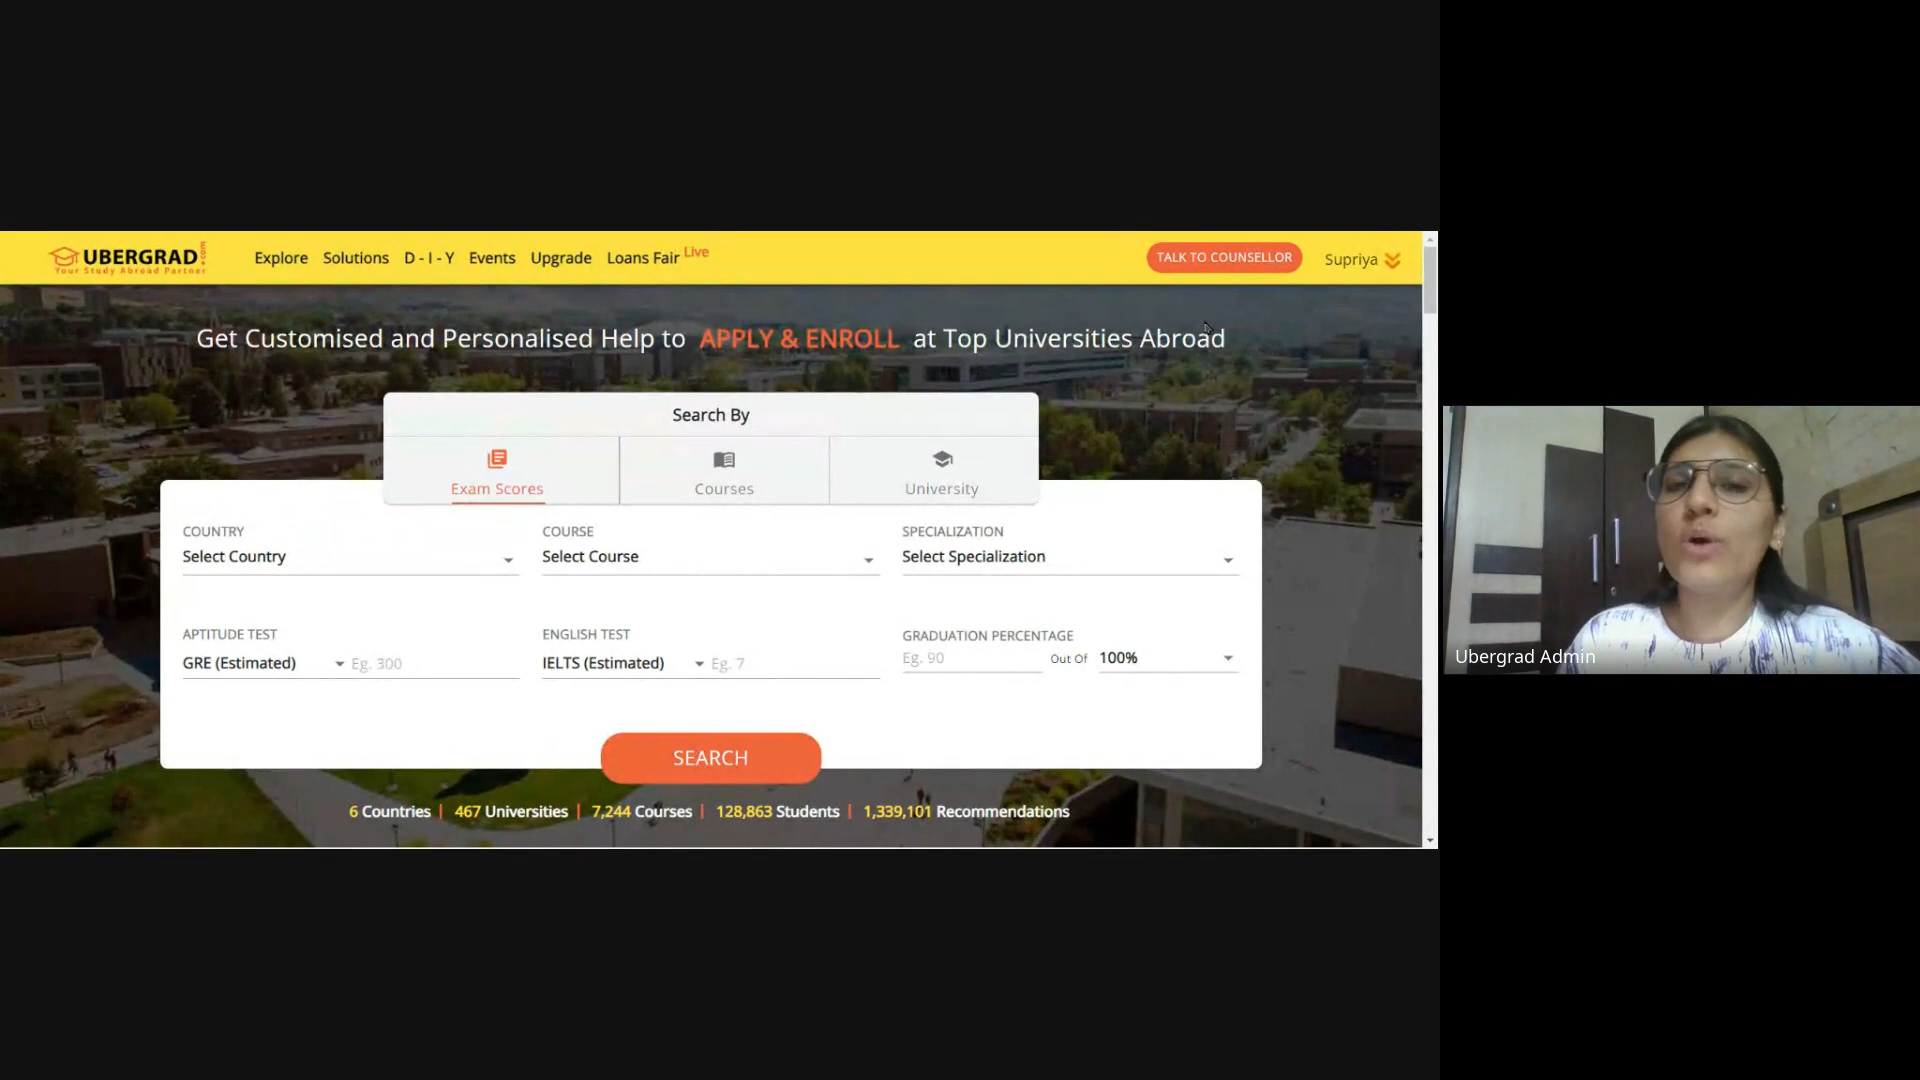 UBERGRAD.com
Your Study Abroad Partner
Explore Solutions D - I - Y Events Upgrade Loans Fair Live
TALK TO COUNSELLOR
Supriya
Get Customised and Personalised Help to APPLY & ENROLL at Top Universities Abroad
Search By
Exam Scores Courses University
COUNTRY COURSE SPECIALIZATION
Select Country Select Course Select Specialization
APTITUDE TEST ENGLISH TEST GRADUATION PERCENTAGE
GRE (Estimated) Eg. 300 IELTS (Estimated) Eg. 7 Eg. 90 Out Of 100%
SEARCH
6 Countries | 467 Universities | 7,244 Courses | 128,863 Students | 1,339,101 Recommendations
Ubergrad Admin